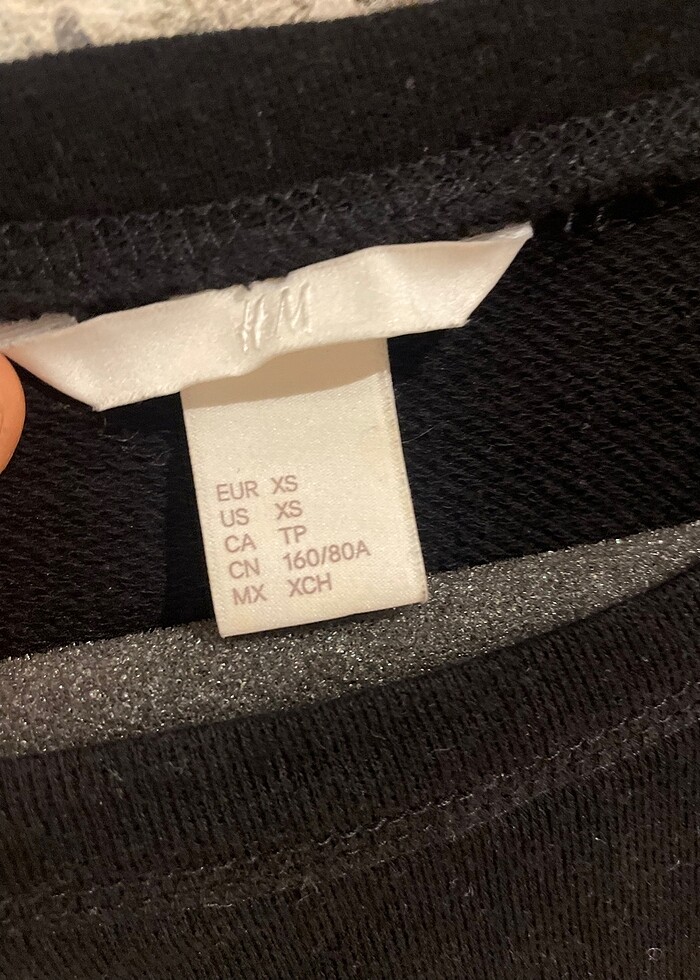 H&M
EUR XS
US XS
CA TP
CN 160/80A
MX XCH